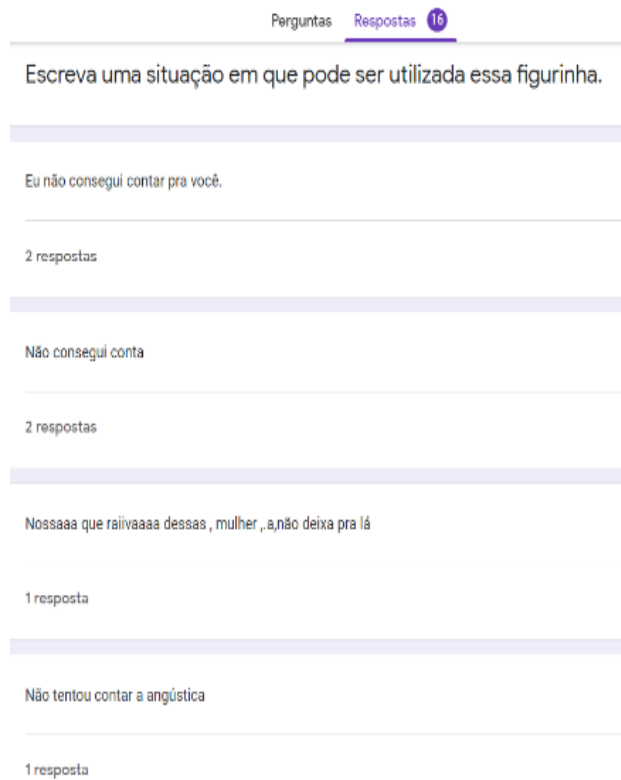 Perguntas Respostas 16
Escreva uma situação em que pode ser utilizada essa figurinha.
Eu não consegui contar pra você.
2 respostas
Não consegui conta
2 respostas
Nossaaa que raiivaaaa dessas , mulher ,.a,não deixa pra lá
1 resposta
Não tentou contar a angústica
1 resposta